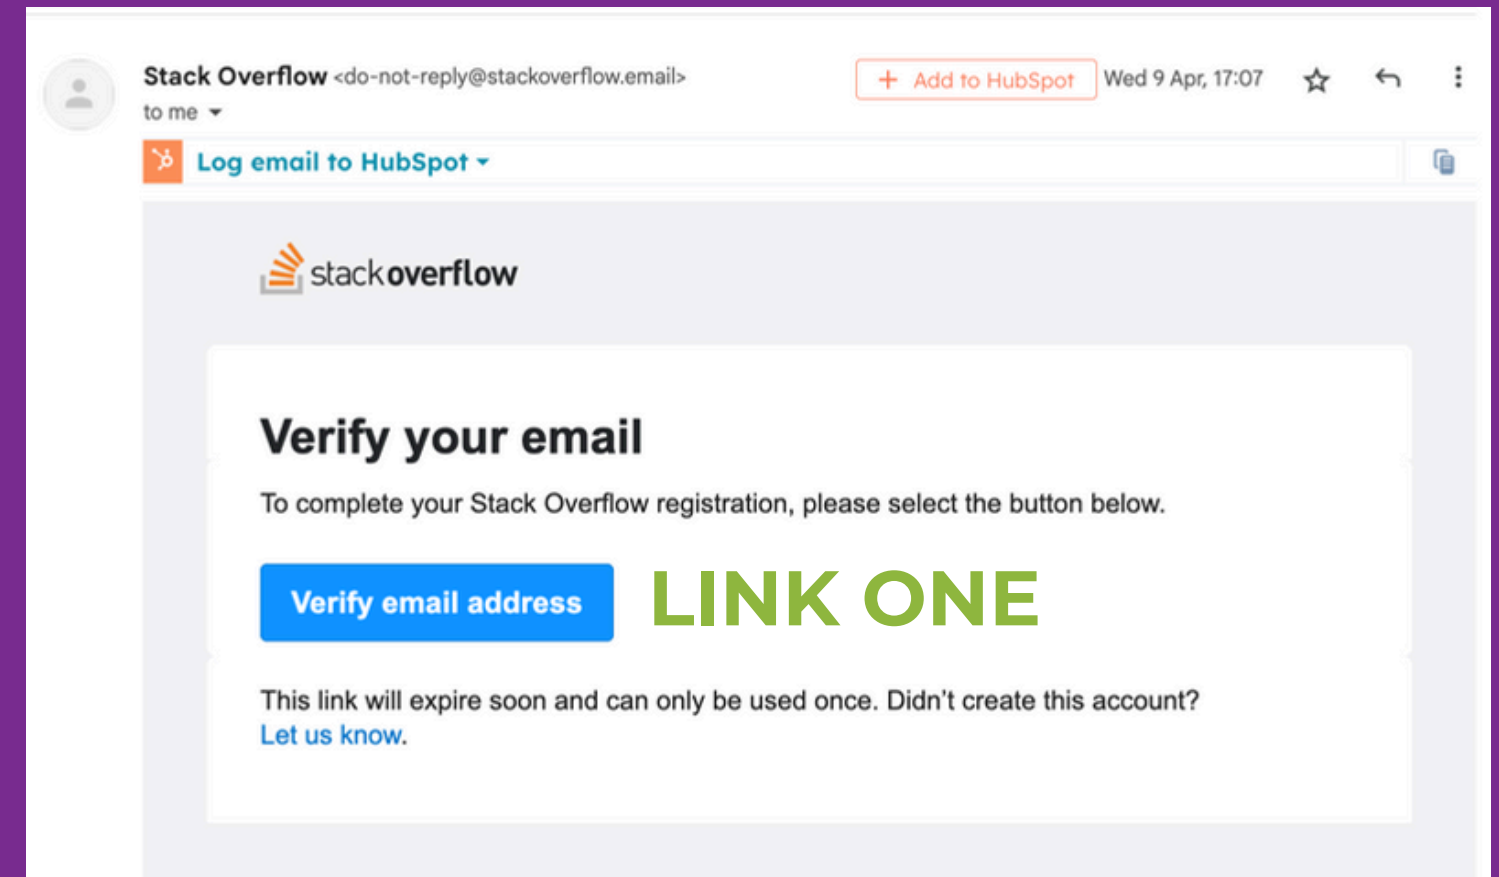 Stack Overflow <do-not-reply@stackoverflow.email>
+ Add to HubSpot
Wed 9 Apr, 17:07
to me
Log email to HubSpot
stackoverflow
Verify your email
To complete your Stack Overflow registration, please select the button below.
Verify email address
LINK ONE
This link will expire soon and can only be used once. Didn't create this account?
Let us know.